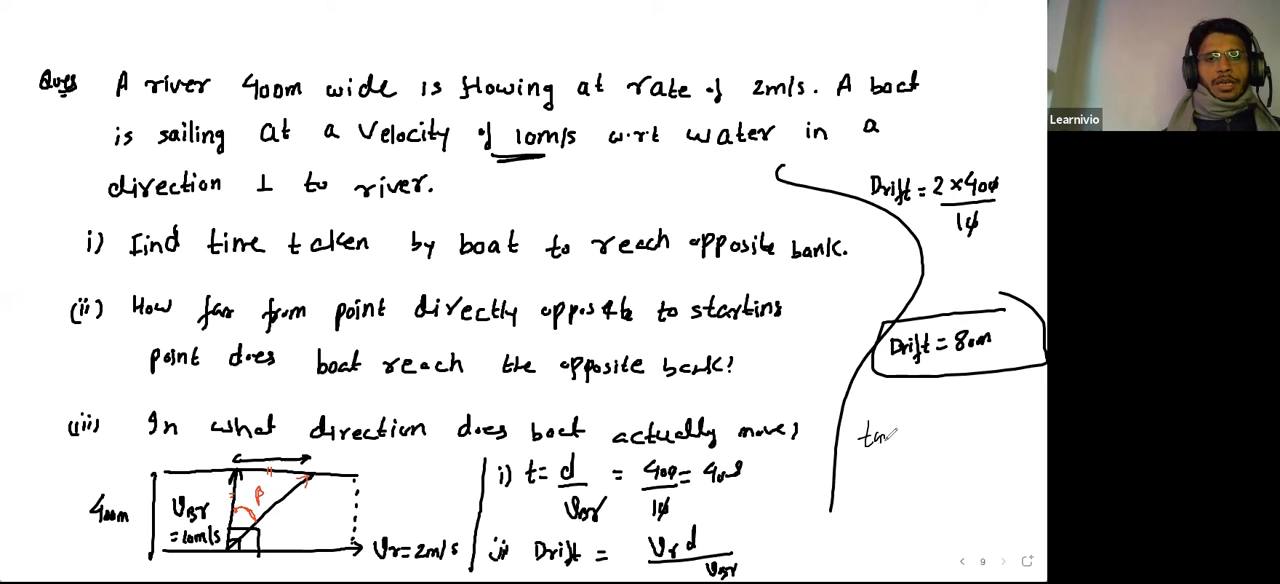 Ques A river 400m wide is flowing at rate of 2m/s. A boat
is sailing at a velocity of 10m/s w.r.t water in a
direction ⊥ to river.
i) Find time taken by boat to reach opposite bank.
(ii) How far from point directly opposite to starting
point does boat reach the opposite bank?
(iii) In what direction does boat actually move?
400m
VBr
=10m/s
β
Vr=2m/s
i) t= d/VBr = 400/10 = 40s
ii) Drift = Vr d/VBr
Drift = 2×400/10
Drift = 80m
tan
Learnivio
< 9 >